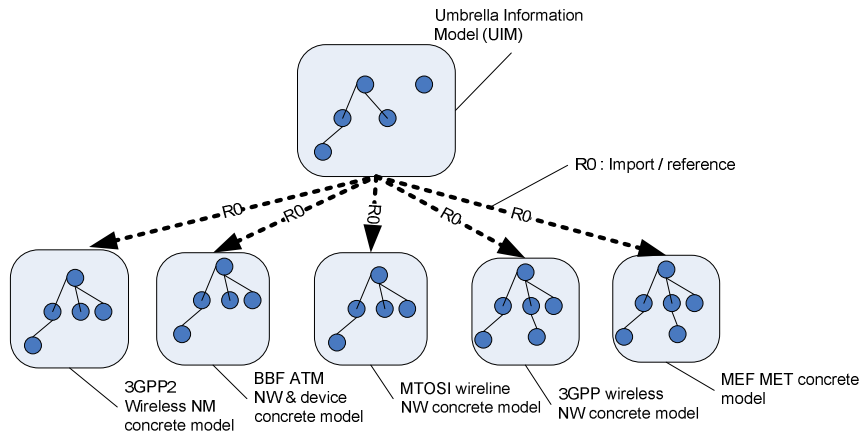 Umbrella Information
Model (UIM)
R0 : Import / reference
R0
R0
R0
R0
R0
3GPP2
Wireless NM
concrete model
BBF ATM
NW & device
concrete model
MTOSI wireline
NW concrete model
3GPP wireless
NW concrete model
MEF MET concrete
model